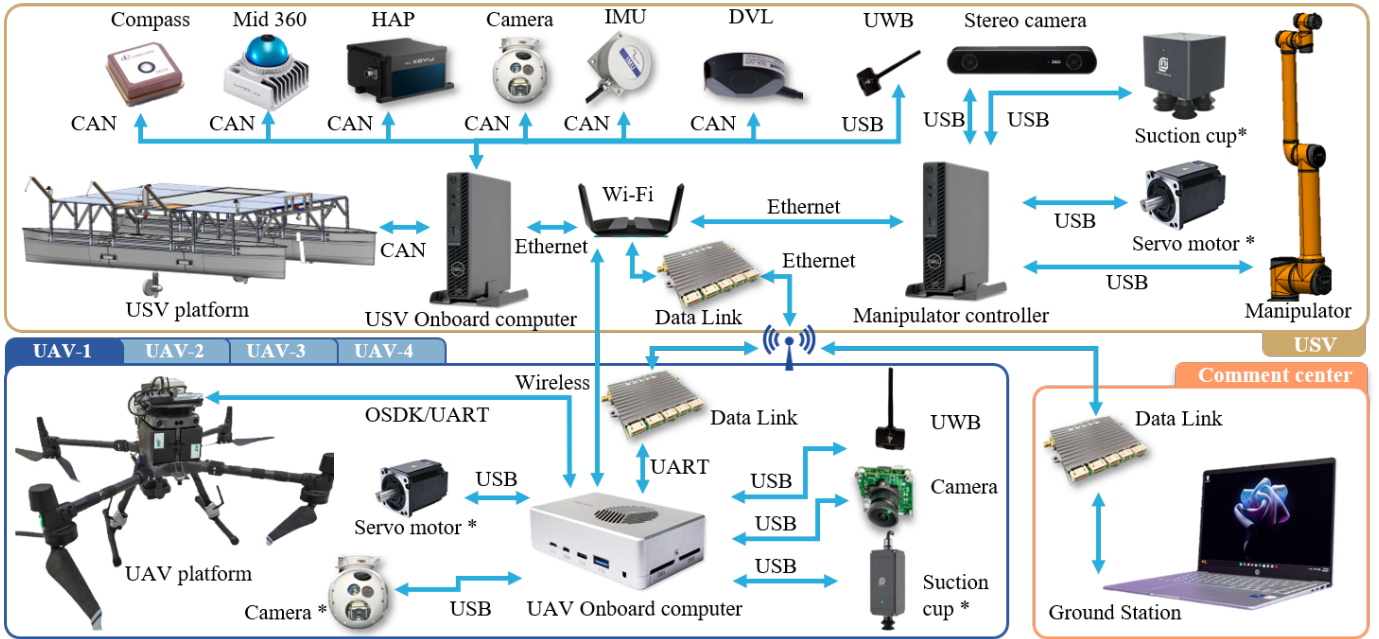 Compass
Mid 360
HAP
Camera
IMU
DVL
UWB
Stereo camera
CAN
CAN
CAN
CAN
CAN
CAN
USB
USB
USB
Suction cup*
Wi-Fi
Ethernet
USB
Servo motor *
CAN
Ethernet
Ethernet
USB
USV platform
USV Onboard computer
Data Link
Manipulator controller
Manipulator
USV
UAV-1
UAV-2
UAV-3
UAV-4
Comment center
Wireless
OSDK/UART
Data Link
UWB
Data Link
UART
USB
USB
Camera
Servo motor *
USB
UAV platform
USB
Suction
cup *
Camera *
USB
UAV Onboard computer
Ground Station
DELL
DELL